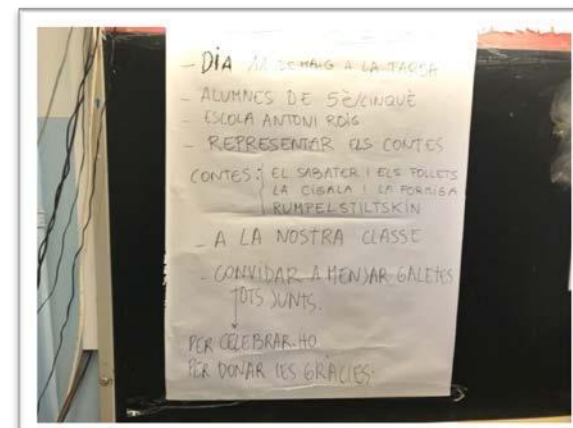 - DIA 11 DE MAIG A LA TARDA
- ALUMNES DE 5È/CINQUÈ
- ESCOLA ANTONI ROIG
- REPRESENTAR ELS CONTES
CONTES: EL SABATER I ELS FOLLETS
LA CIGALA I LA FORMIGA
RUMPELSTILTSKIN
- A LA NOSTRA CLASSE
- CONVIDAR A MENJAR GALETES
TOTS JUNTS.
PER CELEBRAR-HO
PER DONAR LES GRÀCIES.